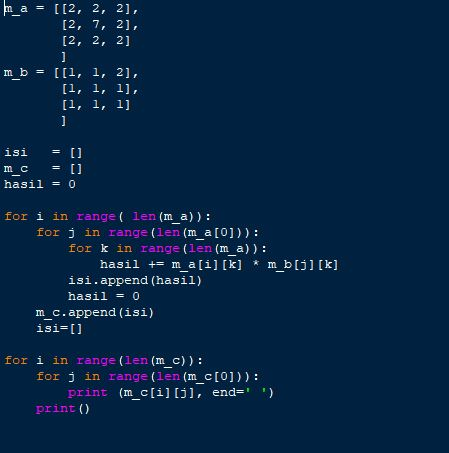 m_a = [[2, 2, 2],
       [2, 7, 2],
       [2, 2, 2]
       ]
m_b = [[1, 1, 2],
       [1, 1, 1],
       [1, 1, 1]
       ]

isi   = []
m_c   = []
hasil = 0

for i in range( len(m_a)):
    for j in range(len(m_a[0])):
        for k in range(len(m_a)):
            hasil += m_a[i][k] * m_b[j][k]
        isi.append(hasil)
        hasil = 0
    m_c.append(isi)
    isi=[]

for i in range(len(m_c)):
    for j in range(len(m_c[0])):
        print (m_c[i][j], end=' ')
    print()